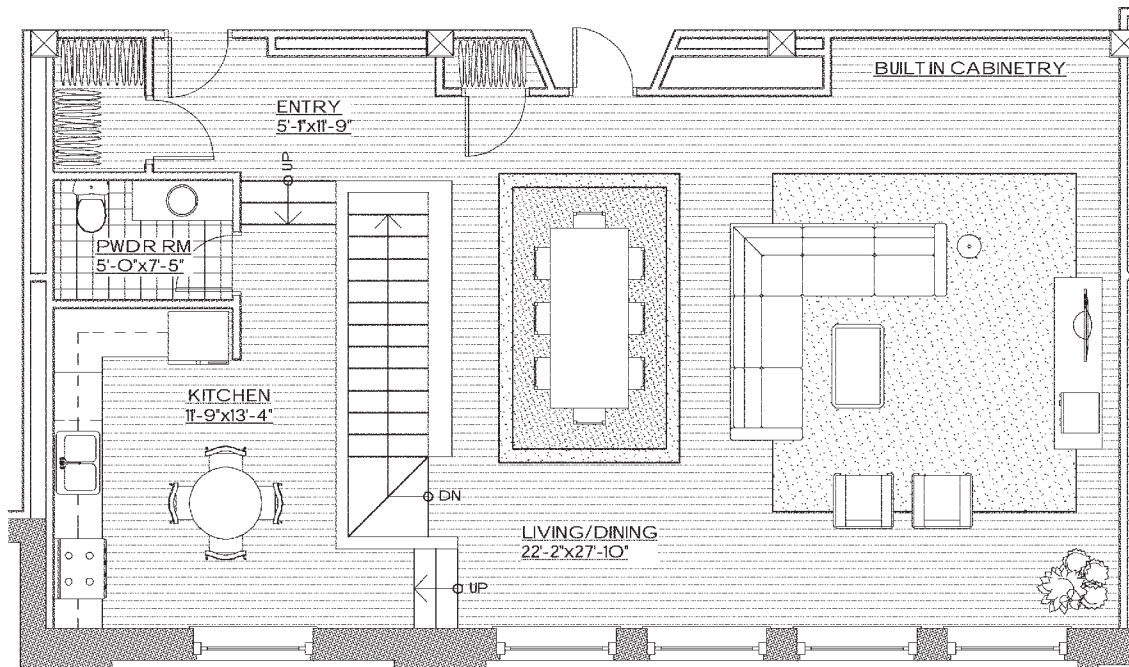 BUILT IN CABINETRY
ENTRY
5'-1"x11'-9"
UP
PWDR RM
5'-0"x7'-5"
KITCHEN
11'-9"x13'-4"
DN
LIVING/DINING
22'-2"x27'-10"
UP